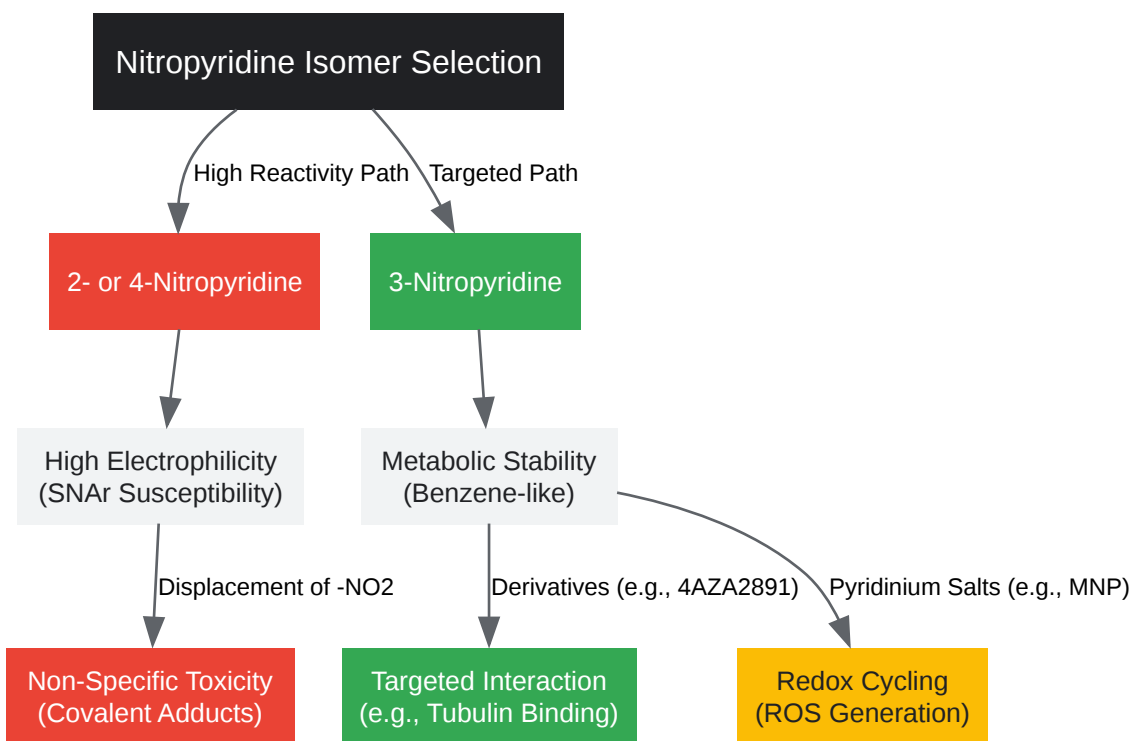 Nitropyridine Isomer Selection
High Reactivity Path
Targeted Path
2- or 4-Nitropyridine
3-Nitropyridine
High Electrophilicity
(SNAr Susceptibility)
Metabolic Stability
(Benzene-like)
Displacement of -NO2
Derivatives (e.g., 4AZA2891)
Pyridinium Salts (e.g., MNP)
Non-Specific Toxicity
(Covalent Adducts)
Targeted Interaction
(e.g., Tubulin Binding)
Redox Cycling
(ROS Generation)